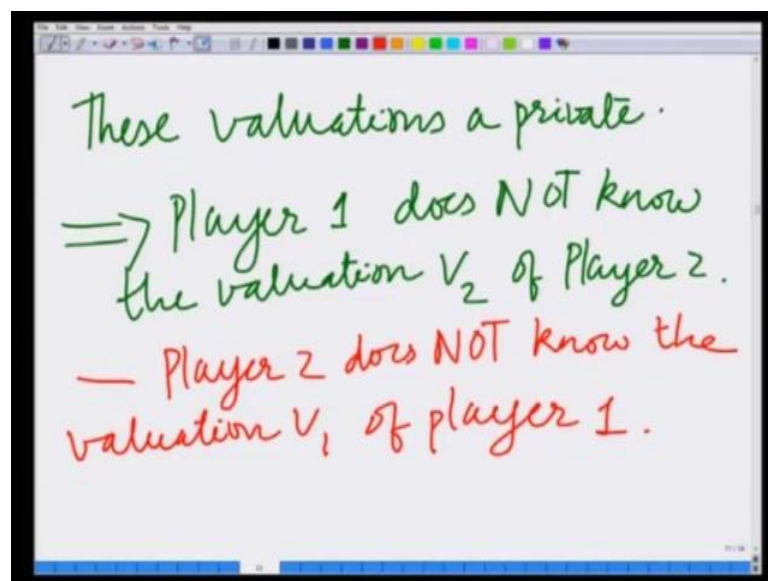 These valuations a private.
⇒ Player 1 does NOT know
the valuation V₂ of Player 2.
— Player 2 does NOT know the
valuation V₁ of player 1.